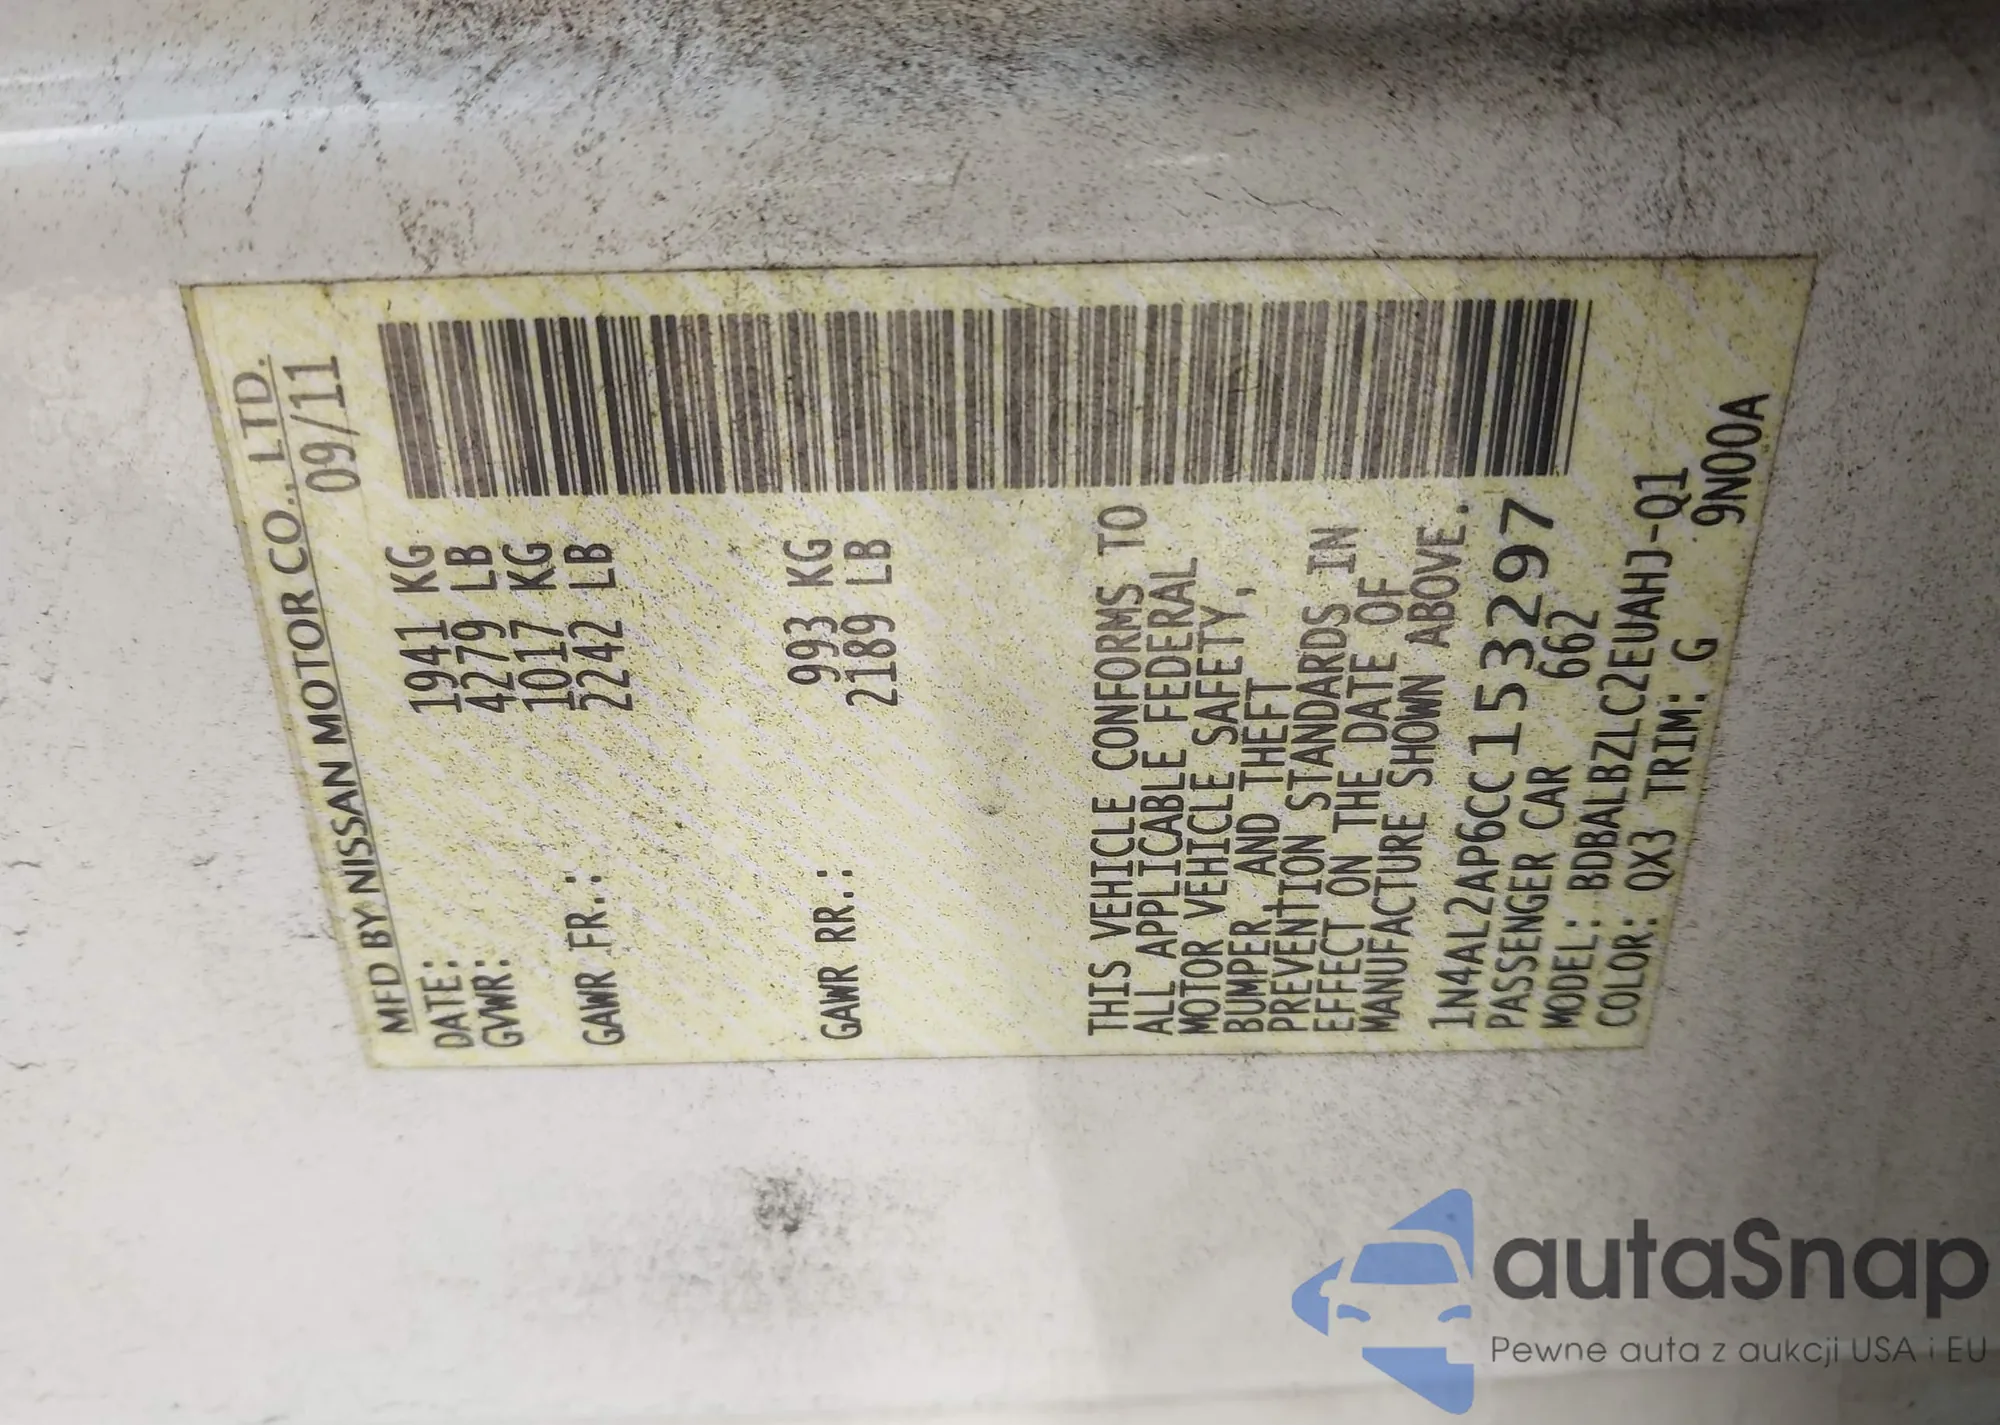 MFD BY NISSAN MOTOR CO., LTD.
DATE: 09/11
GVWR: 1941 KG
4279 LB
GAWR FR.: 1017 KG
2242 LB
GAWR RR.: 993 KG
2189 LB
THIS VEHICLE CONFORMS TO
ALL APPLICABLE FEDERAL
MOTOR VEHICLE SAFETY,
BUMPER, AND THEFT
PREVENTION STANDARDS IN
EFFECT ON THE DATE OF
MANUFACTURE SHOWN ABOVE.
1N4AL2AP6CC153297
PASSENGER CAR 662
MODEL: BDBALBZLC2EUAHJ-Q1
COLOR: QX3 TRIM: G 9N00A
autaSnap
Pewne auta z aukcji USA i EU